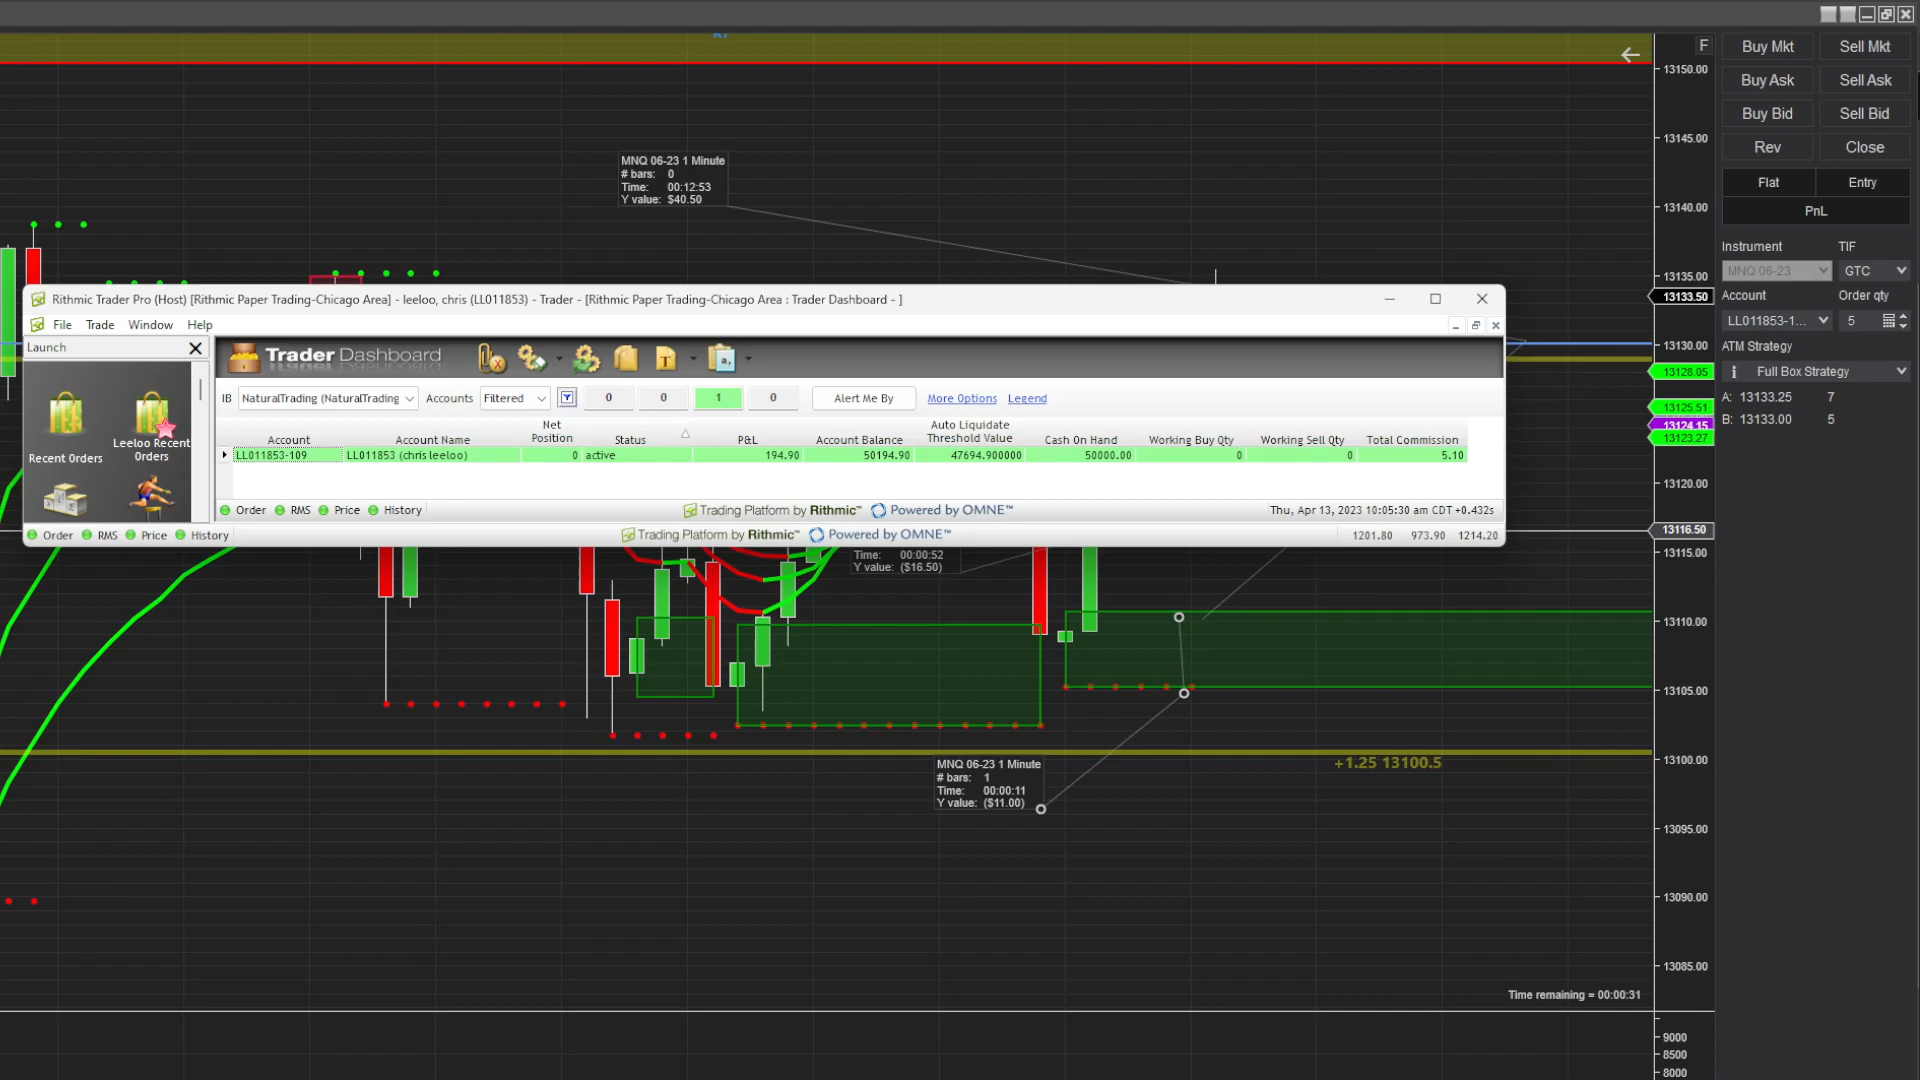 F
Buy Mkt Sell Mkt
Buy Ask Sell Ask
Buy Bid Sell Bid
Rev Close
Flat Entry
PnL
Instrument TIF
MNQ 06-23 GTC
Account Order qty
LL011853-1... 5
ATM Strategy
Full Box Strategy
A: 13133.25 7
B: 13133.00 5
13150.00
13145.00
13140.00
13135.00
13133.50
13130.00
13128.05
13125.51
13124.15
13123.27
13120.00
13116.50
13115.00
13110.00
13105.00
13100.00
13095.00
13090.00
13085.00
9000
8500
8000
MNQ 06-23 1 Minute
# bars: 0
Time: 00:12:53
Y value: $40.50
Rithmic Trader Pro (Host) [Rithmic Paper Trading-Chicago Area] - leeloo, chris (LL011853) - Trader - [Rithmic Paper Trading-Chicago Area : Trader Dashboard - ]
File Trade Window Help
Launch
Recent Orders
Leeloo Recent
Orders
Trader Dashboard
IB NaturalTrading (NaturalTrading Accounts Filtered 0 0 1 0 Alert Me By More Options Legend
Account Account Name Net Position Status P&L Account Balance Auto Liquidate Threshold Value Cash On Hand Working Buy Qty Working Sell Qty Total Commission
LL011853-109 LL011853 (chris leeloo) 0 active 194.90 50194.90 47694.900000 50000.00 0 0 5.10
Order RMS Price History Trading Platform by Rithmic™ Powered by OMNE™ Thu, Apr 13, 2023 10:05:30 am CDT +0.432s
Order RMS Price History Trading Platform by Rithmic™ Powered by OMNE™ 1201.80 973.90 1214.20
Time: 00:00:52
Y value: ($16.50)
+1.25 13100.5
MNQ 06-23 1 Minute
# bars: 1
Time: 00:00:11
Y value: ($11.00)
Time remaining = 00:00:31